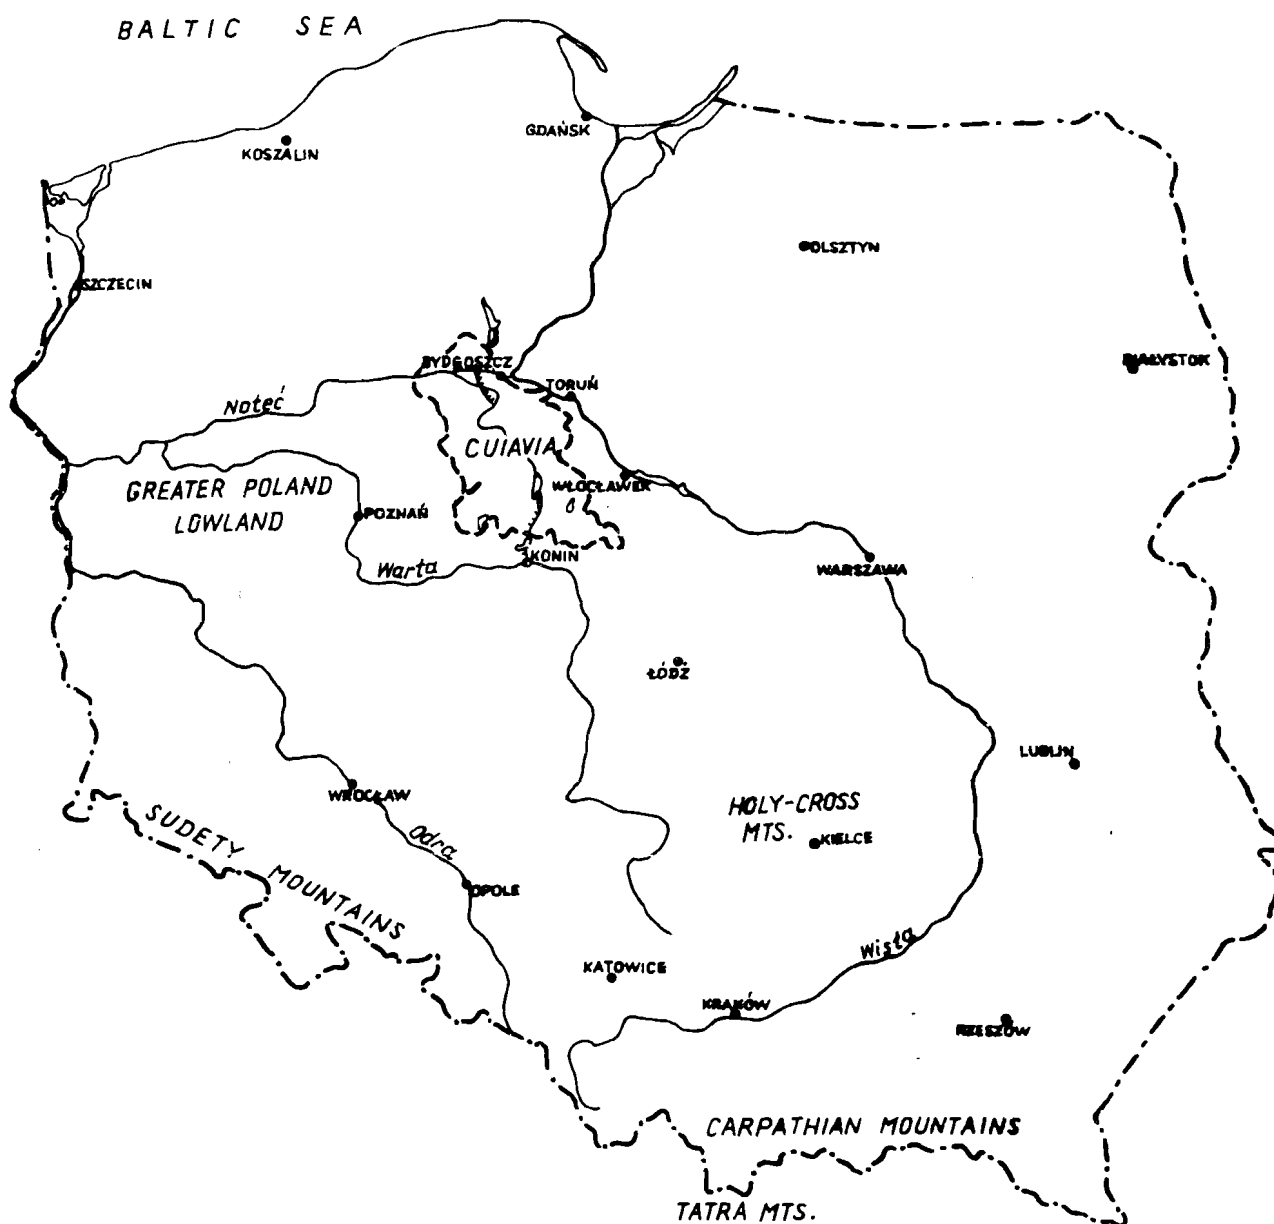 BALTIC SEA
GDAŃSK
KOSZALIN
OLSZTYN
SZCZECIN
BYDGOSZCZ
BIAŁYSTOK
TORUŃ
Noteć
CUIAVIA
GREATER POLAND
LOWLAND
WŁOCŁAWEK
POZNAŃ
KONIN
Warta
WARSZAWA
ŁÓDŹ
LUBLIN
WROCŁAW
HOLY-CROSS
MTS.
KIELCE
SUDETY MOUNTAINS
Odra
OPOLE
Wisła
KATOWICE
KRAKÓW
RZESZÓW
CARPATHIAN MOUNTAINS
TATRA MTS.